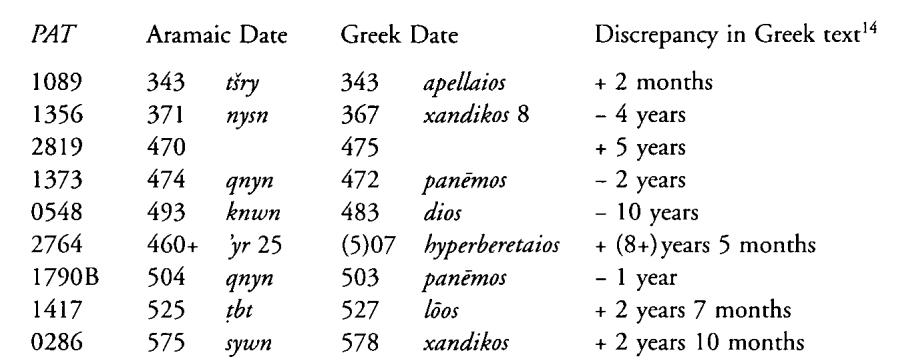 PAT Aramaic Date Greek Date Discrepancy in Greek text14
1089 343 tšry 343 apellaios + 2 months
1356 371 nysn 367 xandikos 8 – 4 years
2819 470 475 + 5 years
1373 474 qnyn 472 panēmos – 2 years
0548 493 knwn 483 dios – 10 years
2764 460+ ʾyr 25 (5)07 hyperberetaios + (8+)years 5 months
1790B 504 qnyn 503 panēmos – 1 year
1417 525 ṭbt 527 lōos + 2 years 7 months
0286 575 sywn 578 xandikos + 2 years 10 months